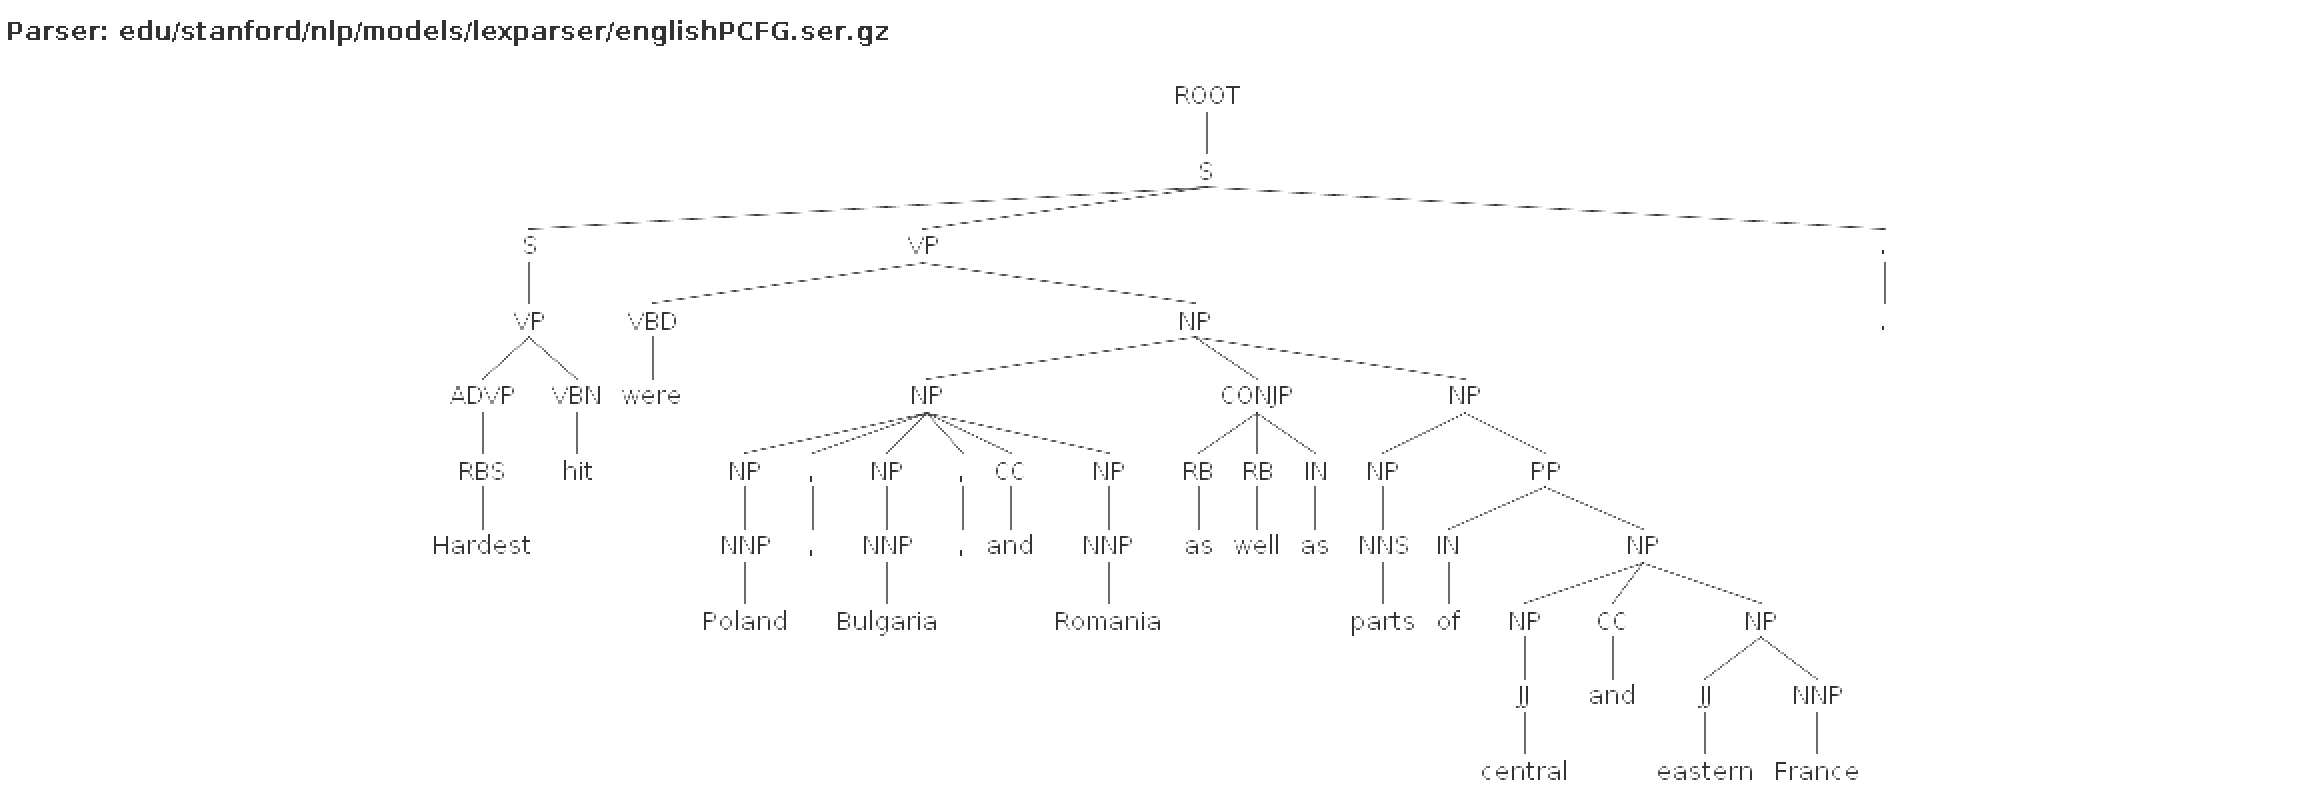 Parser: edu/stanford/nlp/models/lexparser/englishPCFG.ser.gz
ROOT
S
S VP .
VP VBD NP .
ADVP VBN were NP CONJP NP
RBS hit NP , NP , CC NP RB RB IN NP PP
Hardest NNP , NNP , and NNP as well as NNS IN NP
Poland Bulgaria Romania parts of NP CC NP
JJ and JJ NNP
central eastern France